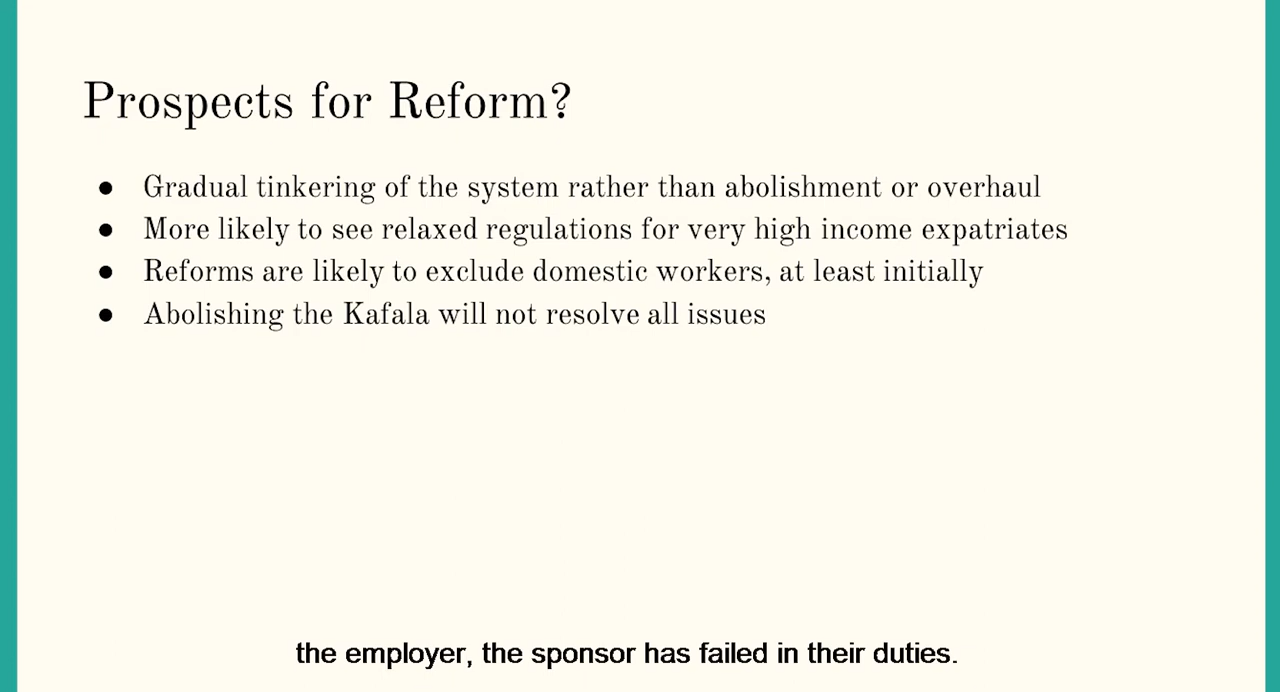 Prospects for Reform?
● Gradual tinkering of the system rather than abolishment or overhaul
● More likely to see relaxed regulations for very high income expatriates
● Reforms are likely to exclude domestic workers, at least initially
● Abolishing the Kafala will not resolve all issues
the employer, the sponsor has failed in their duties.